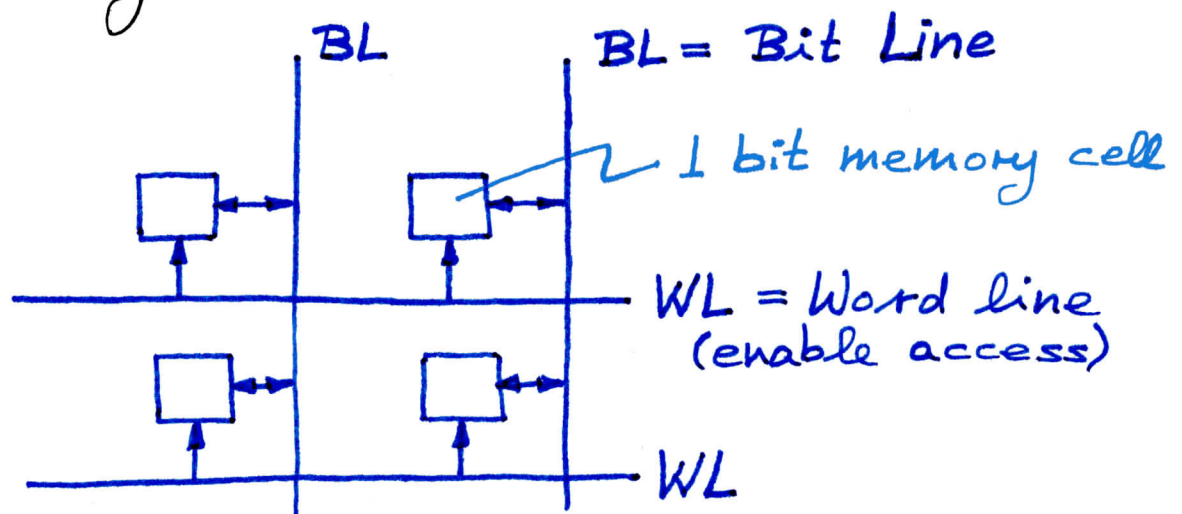 BL
BL = Bit Line
1 bit memory cell
WL = Word line
(enable access)
WL